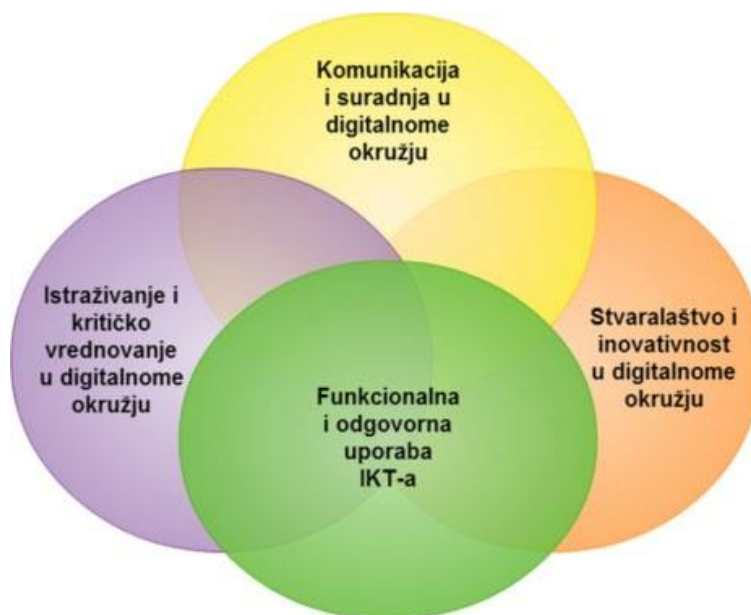 Komunikacija
i suradnja u
digitalnome
okružju
Istraživanje i
kritičko
vrednovanje
u digitalnome
okružju
Stvaralaštvo i
inovativnost
u digitalnome
okružju
Funkcionalna
i odgovorna
uporaba
IKT-a